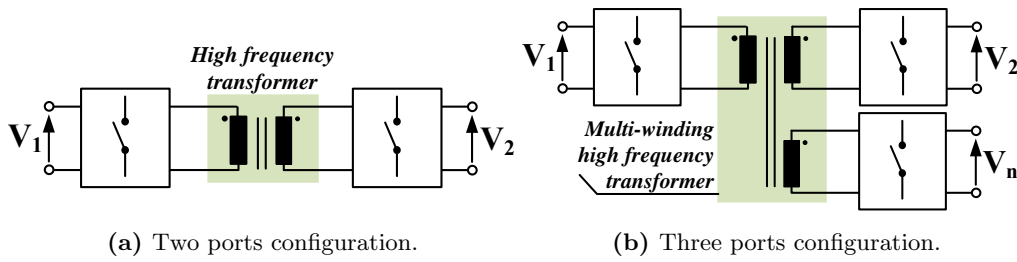 High frequency
transformer
V1
V2
(a) Two ports configuration.
V1
V2
Multi-winding
high frequency
transformer
Vn
(b) Three ports configuration.